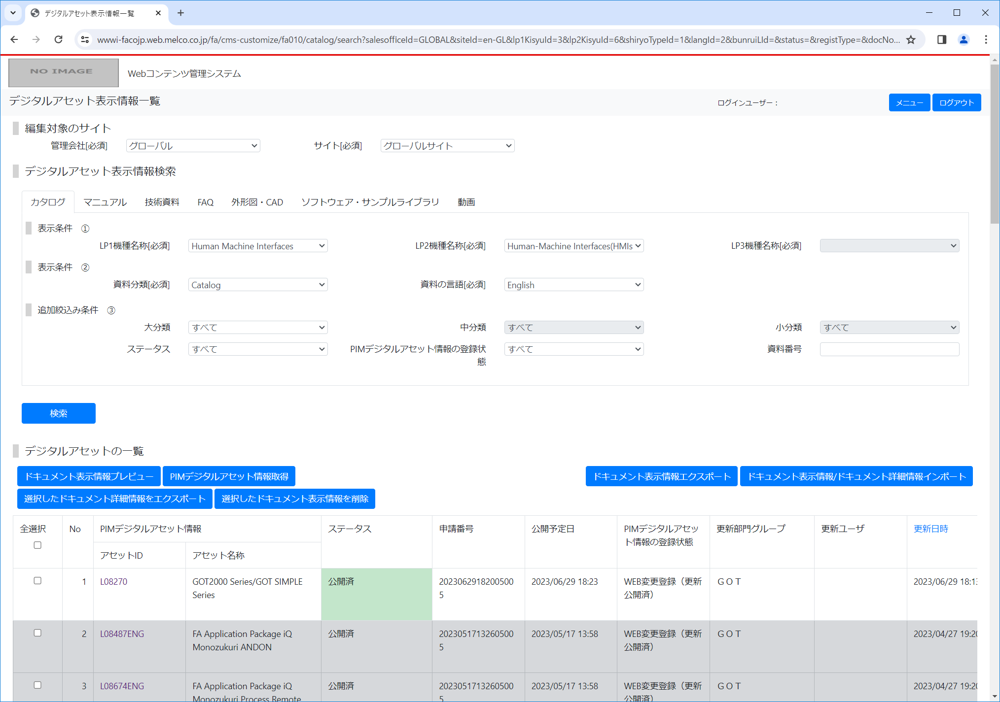 デジタルアセット表示情報一覧
wwwi-facojp.web.melco.co.jp/fa/cms-customize/fa010/catalog/search?salesofficeId=GLOBAL&siteId=en-GL&lp1KisyuId=3&lp2KisyuId=6&shiryoTypeId=1&langId=2&bunruiLId=&status=&registType=&docNo...
NO IMAGE
Webコンテンツ管理システム
デジタルアセット表示情報一覧
ログインユーザー：
メニュー
ログアウト
編集対象のサイト
管理会社[必須] グローバル サイト[必須] グローバルサイト
デジタルアセット表示情報検索
カタログ マニュアル 技術資料 FAQ 外形図・CAD ソフトウェア・サンプルライブラリ 動画
表示条件 ①
LP1機種名称[必須] Human Machine Interfaces LP2機種名称[必須] Human-Machine Interfaces(HMIs LP3機種名称[必須]
表示条件 ②
資料分類[必須] Catalog 資料の言語[必須] English
追加絞込み条件 ③
大分類 すべて 中分類 すべて 小分類 すべて
ステータス すべて PIMデジタルアセット情報の登録状 すべて 資料番号
態
検索
デジタルアセットの一覧
ドキュメント表示情報プレビュー PIMデジタルアセット情報取得 ドキュメント表示情報エクスポート ドキュメント表示情報/ドキュメント詳細情報インポート
選択したドキュメント詳細情報をエクスポート 選択したドキュメント表示情報を削除
全選択 No PIMデジタルアセット情報 ステータス 申請番号 公開予定日 PIMデジタルアセッ 更新部門グループ 更新ユーザ 更新日時
ト情報の登録状態
アセットID アセット名称
1 L08270 GOT2000 Series/GOT SIMPLE 公開済 2023062918200500 2023/06/29 18:23 WEB変更登録（更新 ＧＯＴ 2023/06/29 18:13
Series 5 公開済）
2 L08487ENG FA Application Package iQ 公開済 2023051713260500 2023/05/17 13:58 WEB変更登録（更新 ＧＯＴ 2023/04/27 19:20
Monozukuri ANDON 5 公開済）
3 L08674ENG FA Application Package iQ 公開済 2023051713260500 2023/05/17 13:58 WEB変更登録（更新 ＧＯＴ 2023/04/27 19:20
Monozukuri Process Remote 5 公開済）